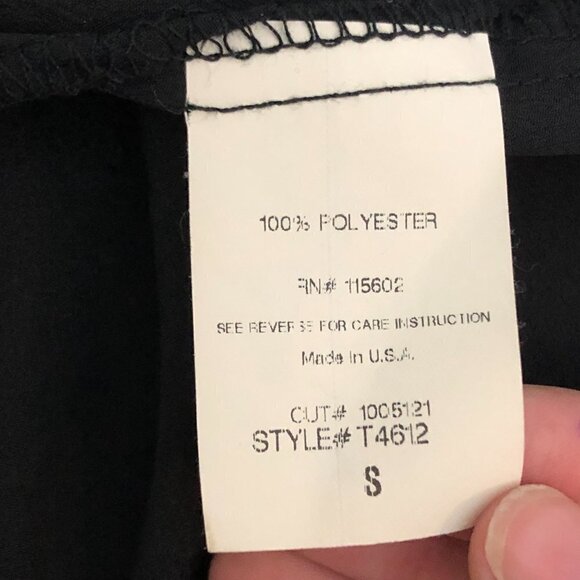 100% POLYESTER
RN# 115602
SEE REVERSE FOR CARE INSTRUCTION
Made In U.S.A.
CUT# 1005121
STYLE# T4612
S